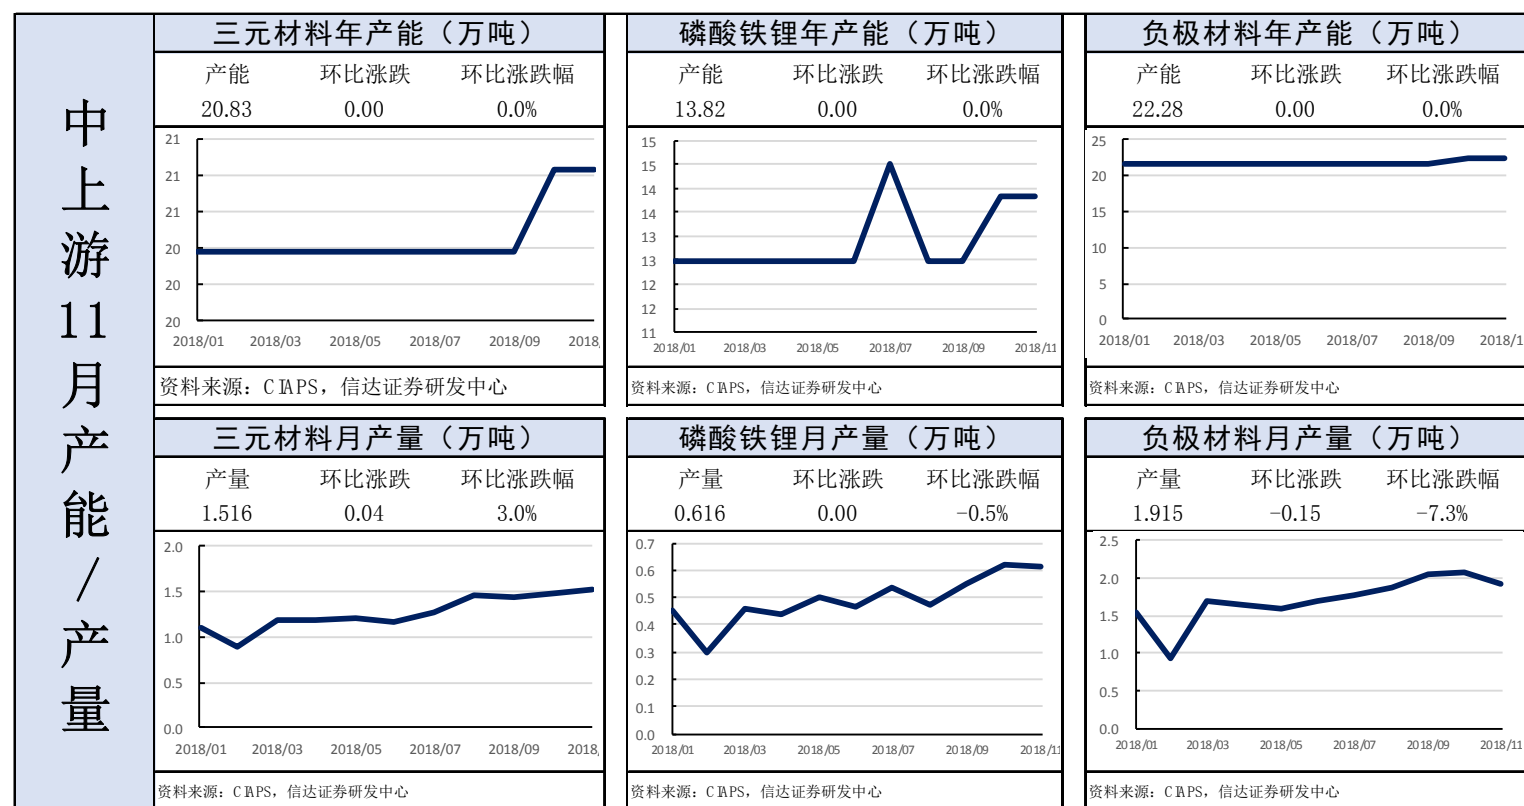 中上游11月产能/产量
三元材料年产能（万吨）
产能 环比涨跌 环比涨跌幅
20.83 0.00 0.0%
21
21
21
20
20
20
2018/01 2018/03 2018/05 2018/07 2018/09 2018/
资料来源：CIAPS，信达证券研发中心
磷酸铁锂年产能（万吨）
产能 环比涨跌 环比涨跌幅
13.82 0.00 0.0%
15
15
14
14
13
13
12
12
11
2018/01 2018/03 2018/05 2018/07 2018/09 2018/11
资料来源：CIAPS，信达证券研发中心
负极材料年产能（万吨）
产能 环比涨跌 环比涨跌幅
22.28 0.00 0.0%
25
20
15
10
5
0
2018/01 2018/03 2018/05 2018/07 2018/09 2018/1
资料来源：CIAPS，信达证券研发中心
三元材料月产量（万吨）
产量 环比涨跌 环比涨跌幅
1.516 0.04 3.0%
2.0
1.5
1.0
0.5
0.0
2018/01 2018/03 2018/05 2018/07 2018/09 2018/
资料来源：CIAPS，信达证券研发中心
磷酸铁锂月产量（万吨）
产量 环比涨跌 环比涨跌幅
0.616 0.00 -0.5%
0.7
0.6
0.5
0.4
0.3
0.2
0.1
0.0
2018/01 2018/03 2018/05 2018/07 2018/09 2018/11
资料来源：CIAPS，信达证券研发中心
负极材料月产量（万吨）
产量 环比涨跌 环比涨跌幅
1.915 -0.15 -7.3%
2.5
2.0
1.5
1.0
0.5
0.0
2018/01 2018/03 2018/05 2018/07 2018/09 2018/11
资料来源：CIAPS，信达证券研发中心